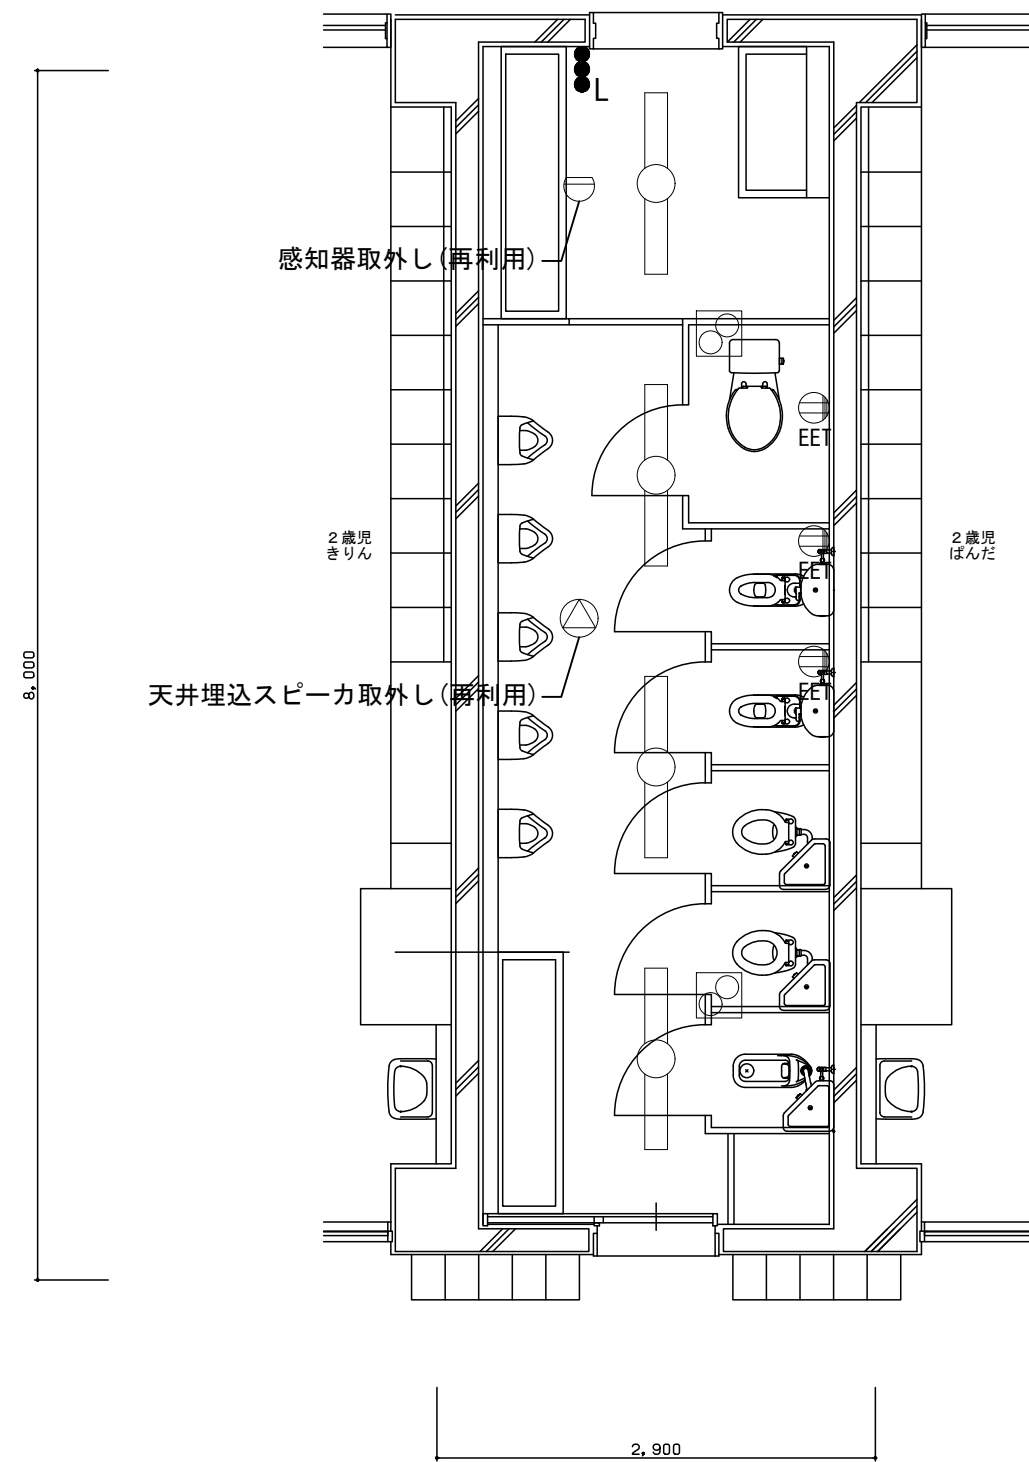 L
感知器取外し(再利用)
EET
２歳児
きりん
EET
２歳児
ぱんだ
8,000
天井埋込スピーカ取外し(再利用)
EET
2,900